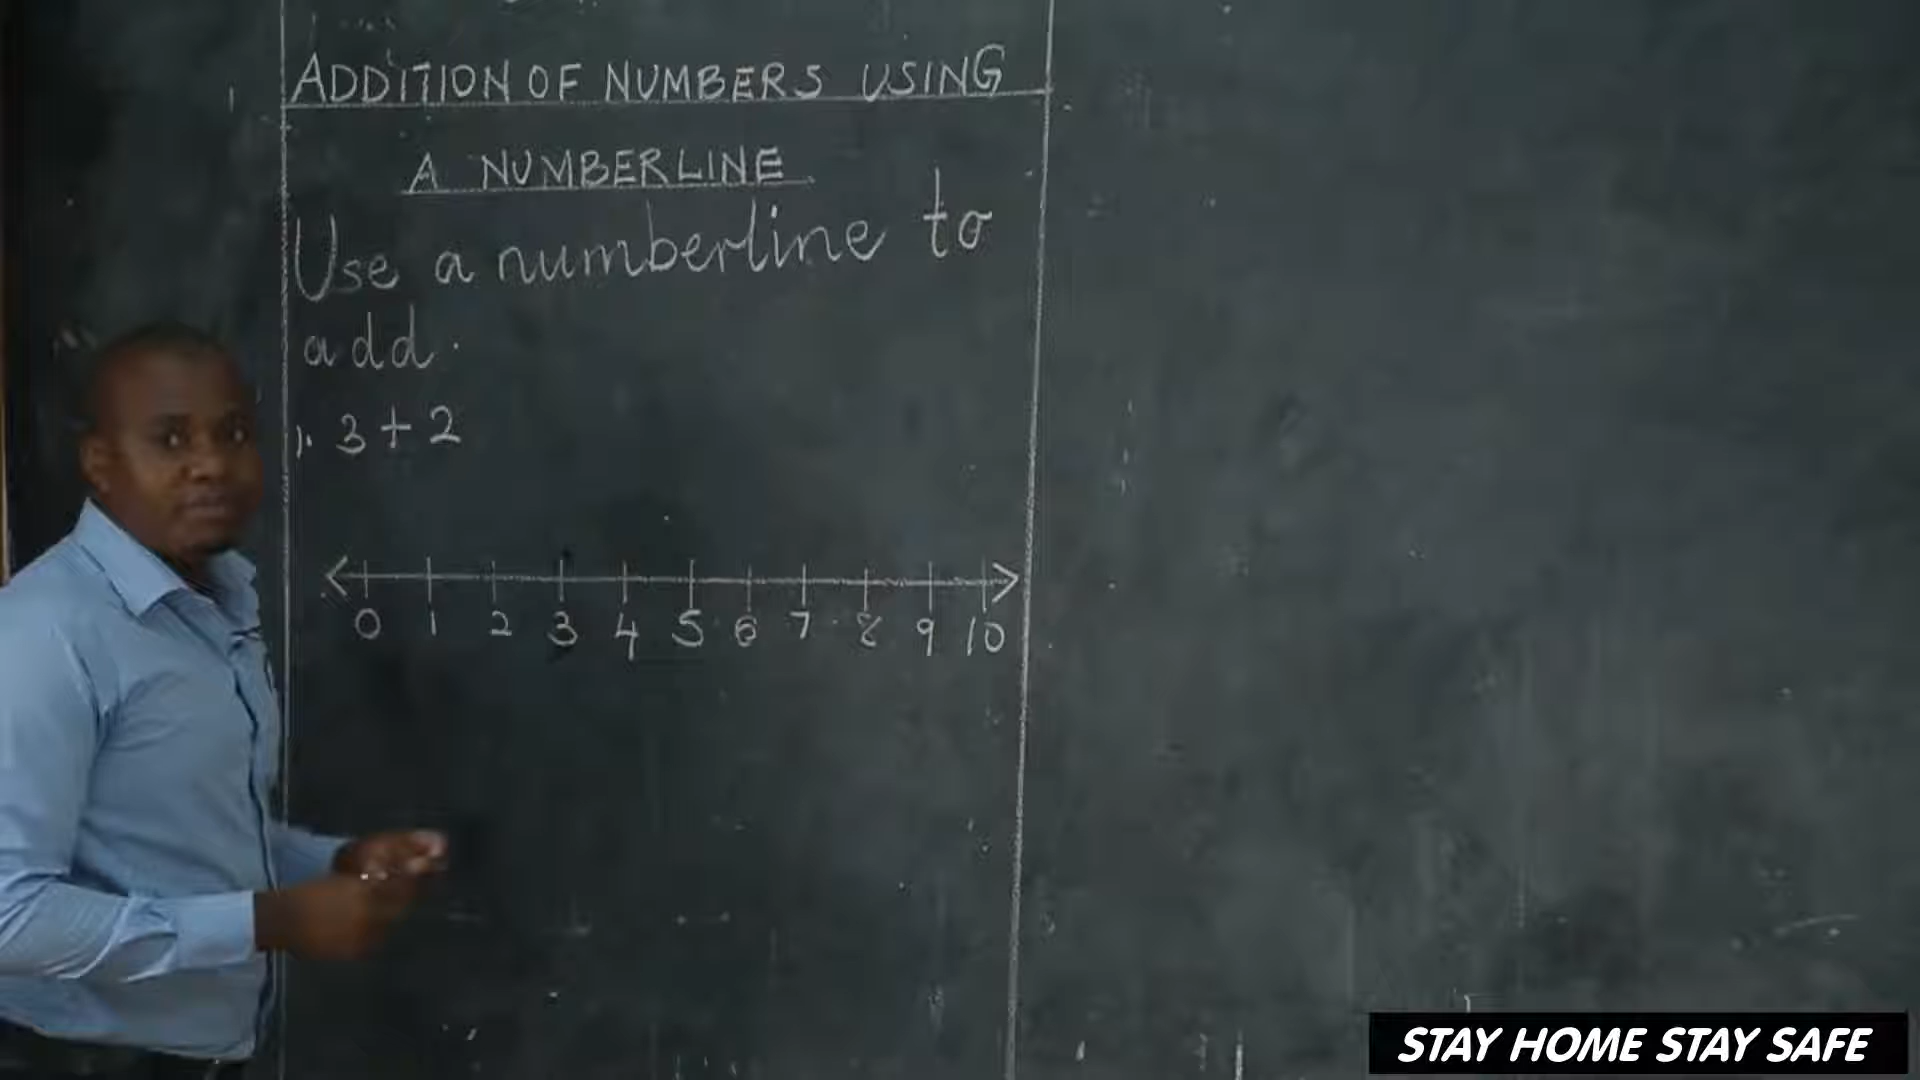 ADDITION OF NUMBERS USING
A NUMBERLINE
Use a numberline to
add.
1. 3+2
0 1 2 3 4 5 6 7 8 9 10
STAY HOME STAY SAFE